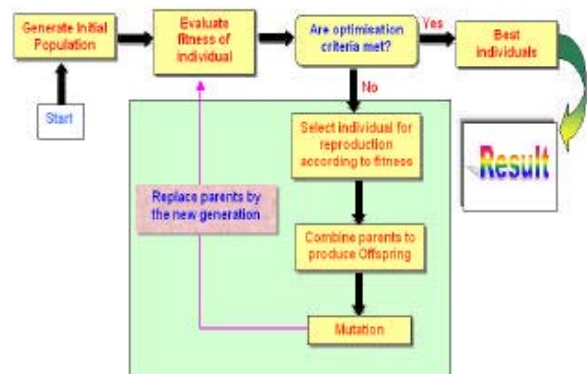 Start
Generate Initial
Population
Evaluate fitness of
individual
Are optimisation
criteria met?
Yes
Best
individuals
Result
No
Select individual for
reproduction
according to fitness
Combine parents to
produce Offspring
Mutation
Replace parents by
the new generation